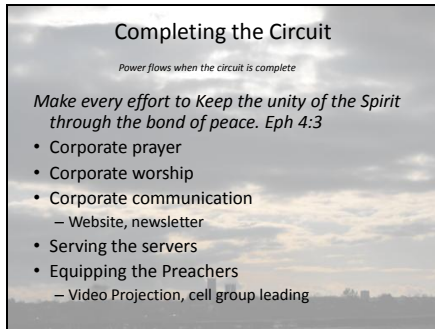 Completing the Circuit
Power flows when the circuit is complete
Make every effort to Keep the unity of the Spirit
through the bond of peace. Eph 4:3
• Corporate prayer
• Corporate worship
• Corporate communication
– Website, newsletter
• Serving the servers
• Equipping the Preachers
– Video Projection, cell group leading